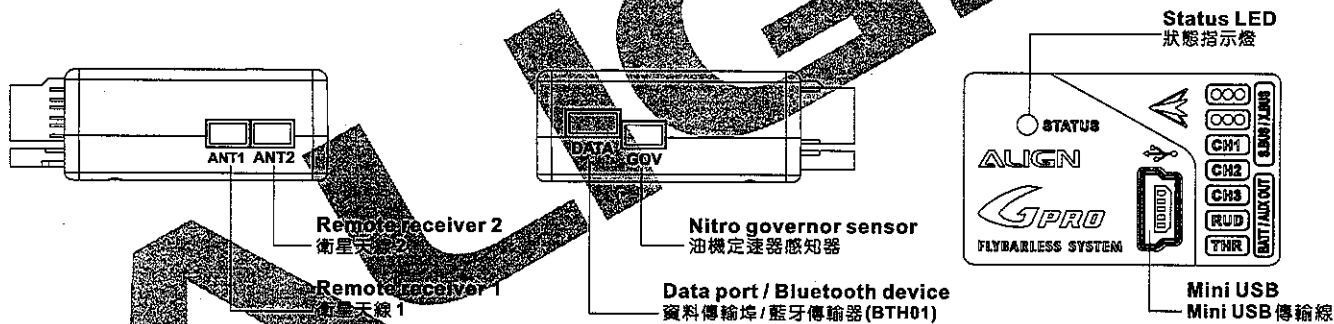 ALIGN
Status LED
狀態指示燈
ANT1 ANT2
Remote receiver 2
衛星天線 2
Remote receiver 1
衛星天線 1
DATA
GOV
Nitro governor sensor
油機定速器感知器
Data port / Bluetooth device
資料傳輸埠/藍牙傳輸器(BTH01)
STATUS
ALIGN
GPRO
FLYBARLESS SYSTEM
CH1
CH2
CH3
RUD
THR
S.BUS / X.BUS
BATT / AUX OUT
Mini USB
Mini USB傳輸線